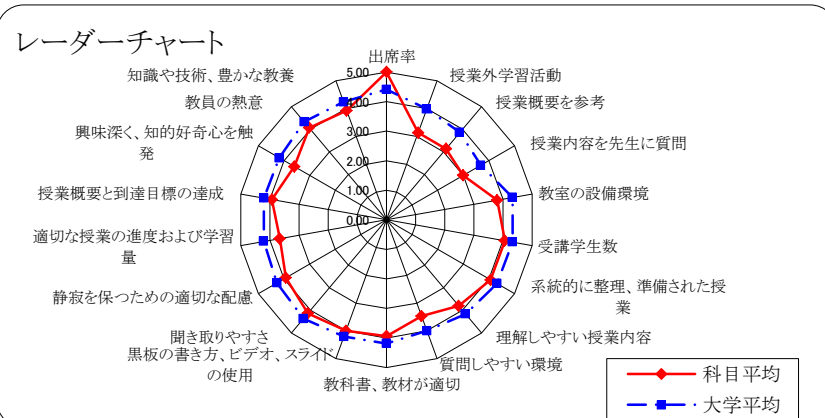 レーダーチャート
出席率
授業外学習活動
授業概要を参考
授業内容を先生に質問
教室の設備環境
受講学生数
系統的に整理、準備された授
業
理解しやすい授業内容
質問しやすい環境
教科書、教材が適切
黒板の書き方、ビデオ、スライド
の使用
聞き取りやすさ
静寂を保つための適切な配慮
適切な授業の進度および学習
量
授業概要と到達目標の達成
興味深く、知的好奇心を触
発
教員の熱意
知識や技術、豊かな教養
5.00
4.00
3.00
2.00
1.00
0.00
科目平均
大学平均